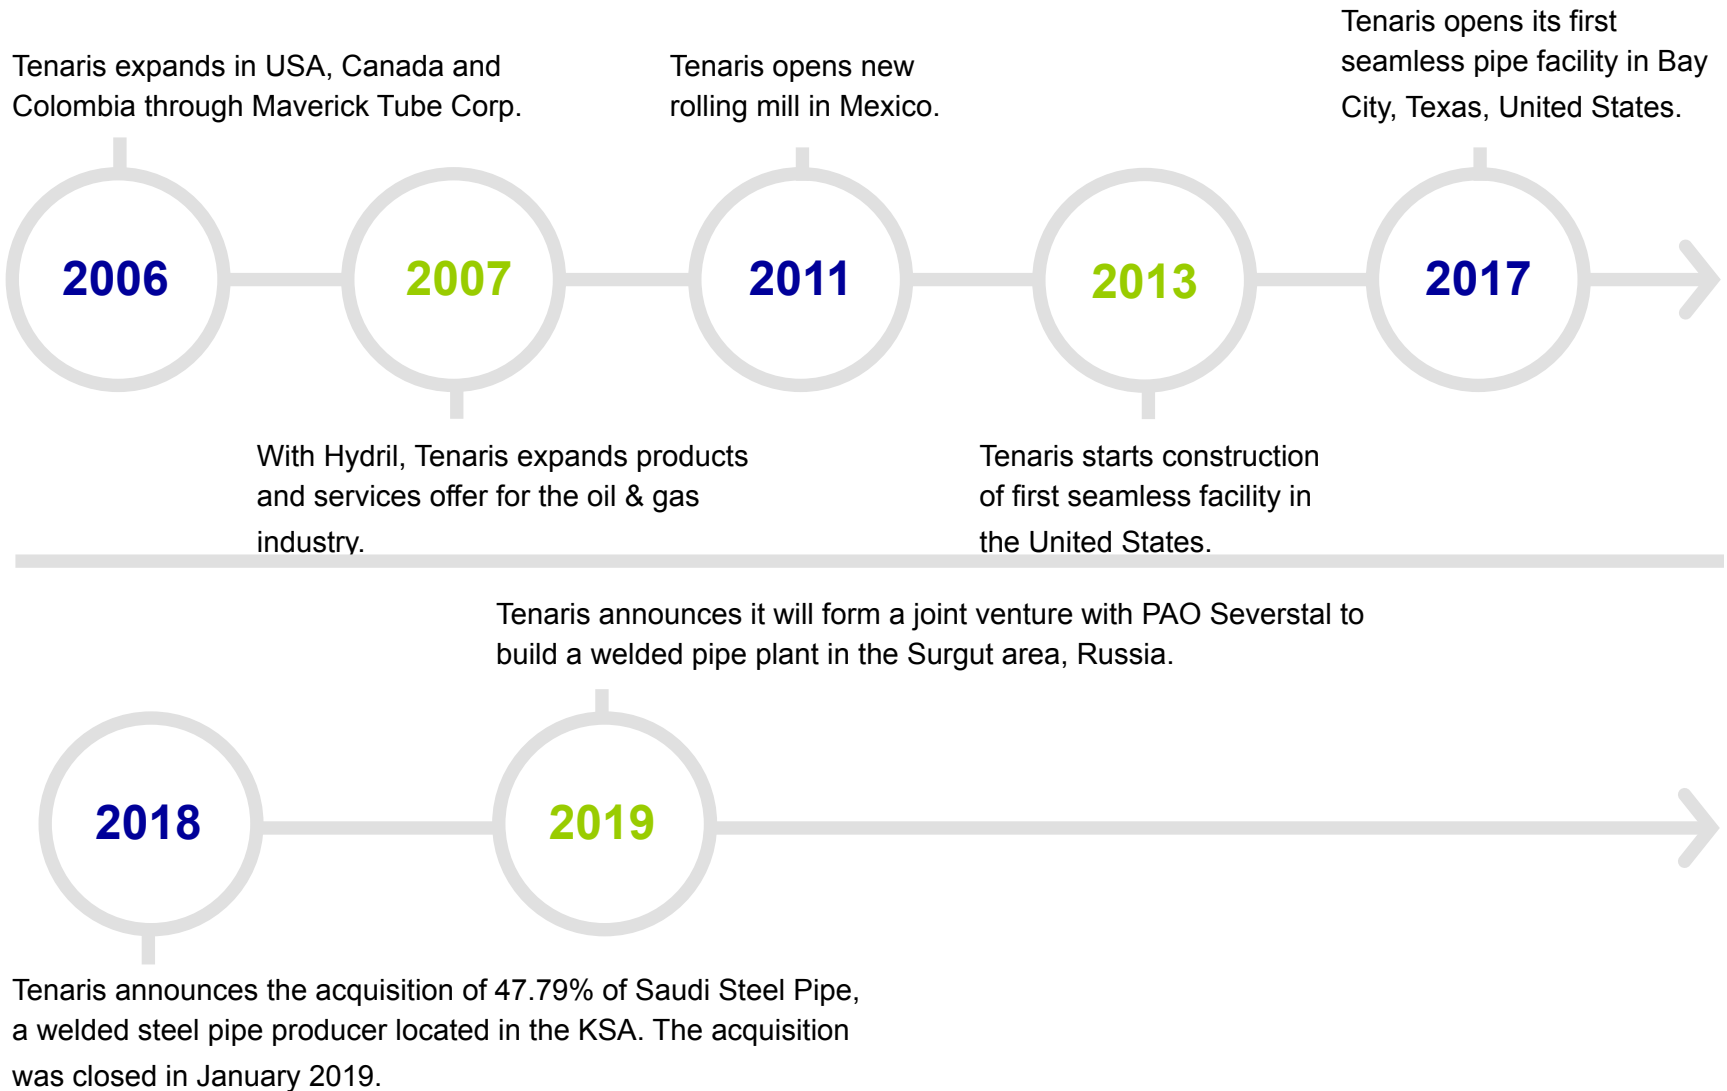 Tenaris expands in USA, Canada and
Colombia through Maverick Tube Corp.
Tenaris opens new
rolling mill in Mexico.
Tenaris opens its first
seamless pipe facility in Bay
City, Texas, United States.
2006
2007
2011
2013
2017
With Hydril, Tenaris expands products
and services offer for the oil & gas
industry.
Tenaris starts construction
of first seamless facility in
the United States.
Tenaris announces it will form a joint venture with PAO Severstal to
build a welded pipe plant in the Surgut area, Russia.
2018
2019
Tenaris announces the acquisition of 47.79% of Saudi Steel Pipe,
a welded steel pipe producer located in the KSA. The acquisition
was closed in January 2019.